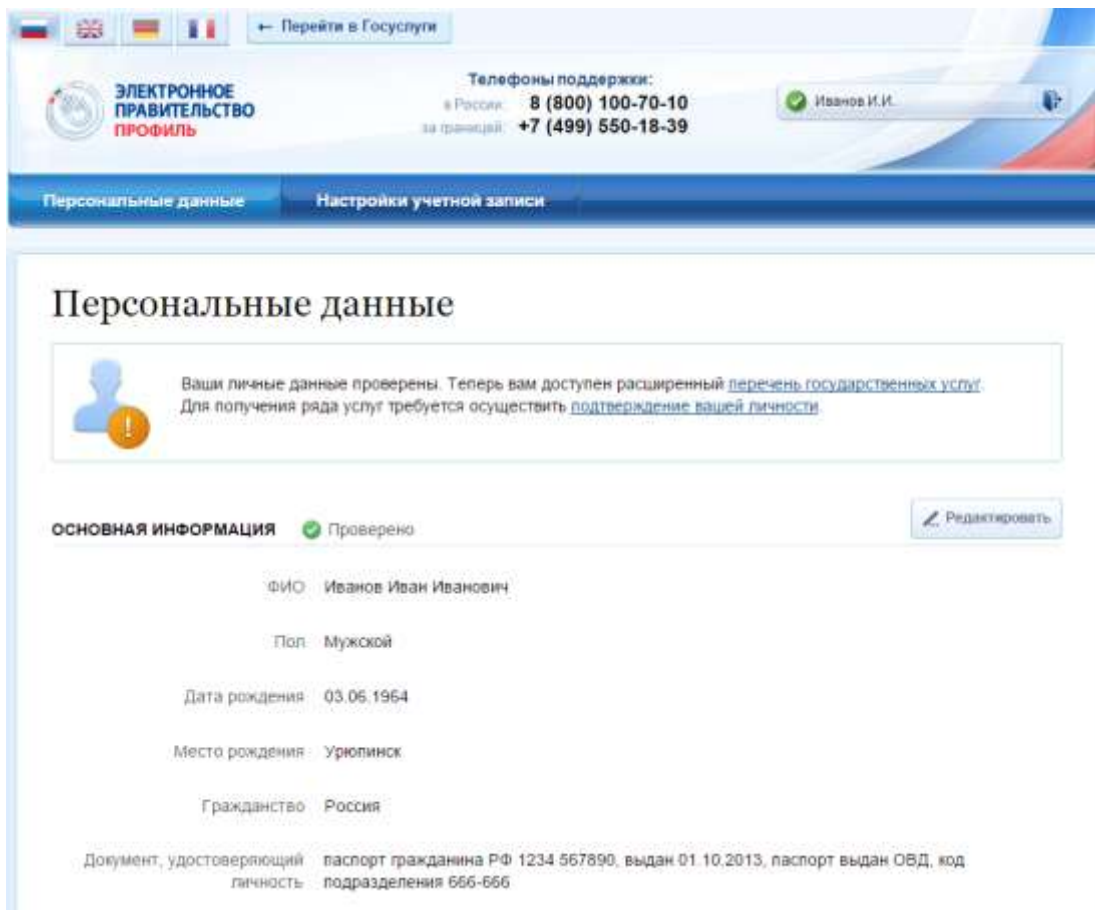 ← Перейти в Госуслуги
ЭЛЕКТРОННОЕ
ПРАВИТЕЛЬСТВО
ПРОФИЛЬ
Телефоны поддержки:
в России: 8 (800) 100-70-10
за границей: +7 (499) 550-18-39
Иванов И.И.
Персональные данные
Настройки учетной записи
Персональные данные
Ваши личные данные проверены. Теперь вам доступен расширенный перечень государственных услуг.
Для получения ряда услуг требуется осуществить подтверждение вашей личности.
ОСНОВНАЯ ИНФОРМАЦИЯ Проверено
Редактировать
ФИО Иванов Иван Иванович
Пол Мужской
Дата рождения 03.06.1964
Место рождения Урюпинск
Гражданство Россия
Документ, удостоверяющий паспорт гражданина РФ 1234 567890, выдан 01.10.2013, паспорт выдан ОВД, код
личность подразделения 666-666